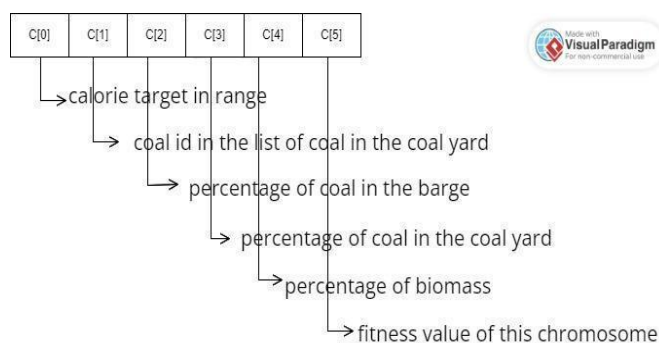 C[0] C[1] C[2] C[3] C[4] C[5]
Made with
Visual Paradigm
For non-commercial use
calorie target in range
coal id in the list of coal in the coal yard
percentage of coal in the barge
percentage of coal in the coal yard
percentage of biomass
fitness value of this chromosome